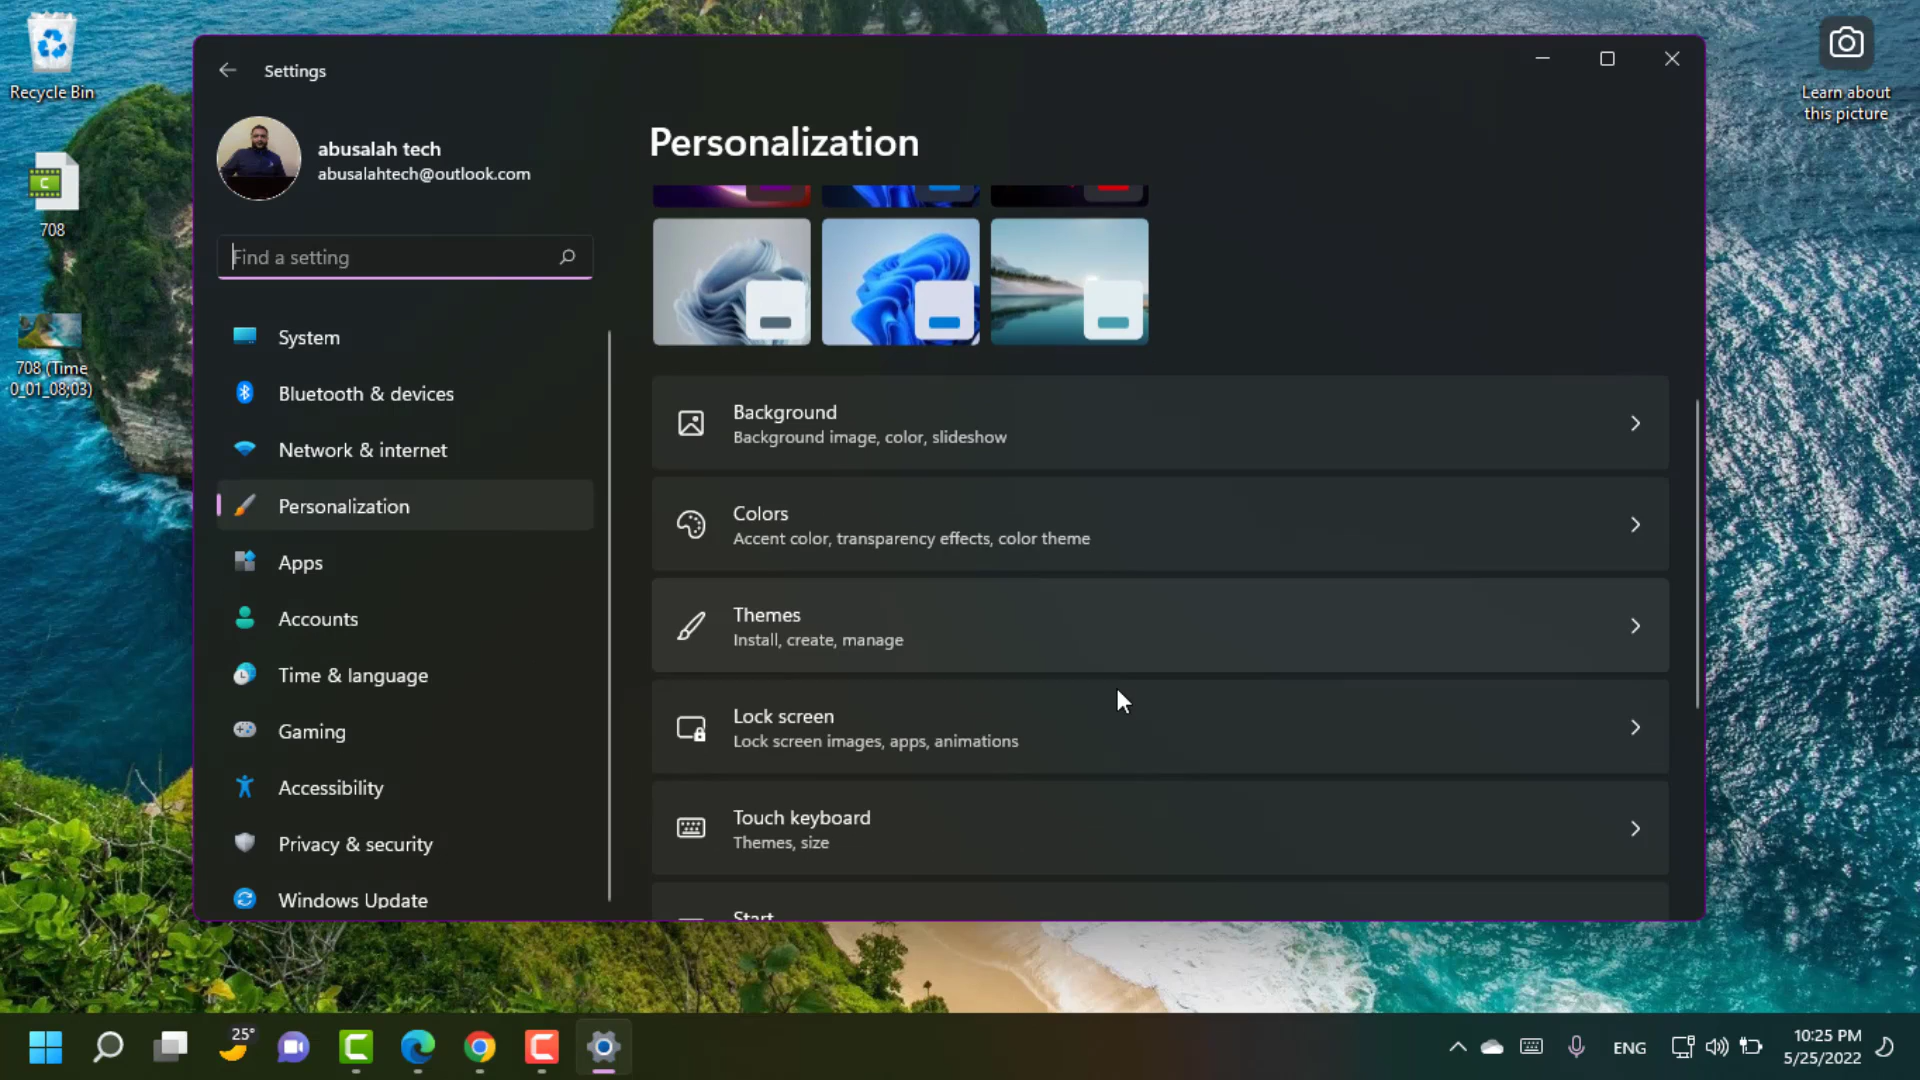 Recycle Bin
708
708 (Time
0_01_08;03)
Learn about
this picture
Settings
abusalah tech
abusalahtech@outlook.com
Find a setting
System
Bluetooth & devices
Network & internet
Personalization
Apps
Accounts
Time & language
Gaming
Accessibility
Privacy & security
Windows Update
Personalization
Background
Background image, color, slideshow
Colors
Accent color, transparency effects, color theme
Themes
Install, create, manage
Lock screen
Lock screen images, apps, animations
Touch keyboard
Themes, size
Start
25°
ENG
10:25 PM
5/25/2022